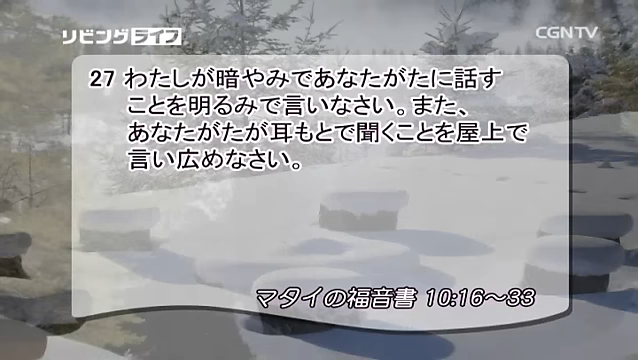 リビングライフ
CGNTV
27 わたしが暗やみであなたがたに話す
ことを明るみで言いなさい。また、
あなたがたが耳もとで聞くことを屋上で
言い広めなさい。
マタイの福音書 10:16～33